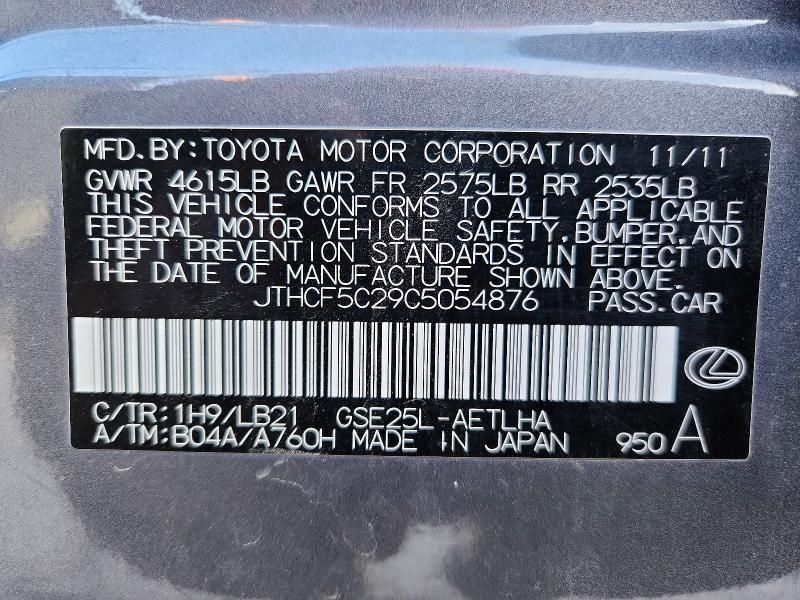 MFD.BY:TOYOTA MOTOR CORPORATION 11/11
GVWR 4615LB GAWR FR 2575LB RR 2535LB
THIS VEHICLE CONFORMS TO ALL APPLICABLE
FEDERAL MOTOR VEHICLE SAFETY,BUMPER,AND
THEFT PREVENTION STANDARDS IN EFFECT ON
THE DATE OF MANUFACTURE SHOWN ABOVE.
JTHCF5C29C5054876 PASS.CAR
C/TR:1H9/LB21 GSE25L-AETLHA
A/TM:B04A/A760H MADE IN JAPAN 950 A